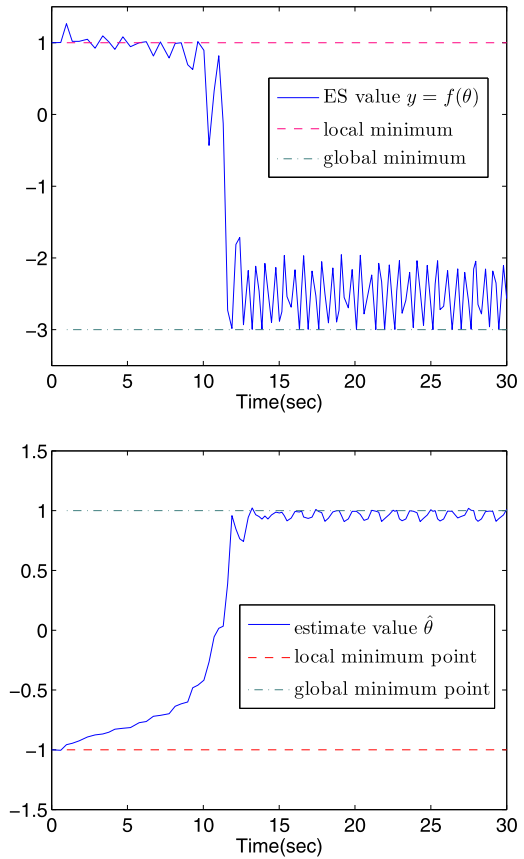 1
0
−1
−2
−3
ES value y = f(θ)
local minimum
global minimum
0 5 10 15 20 25 30
Time(sec)
1.5
1
0.5
0
−0.5
−1
−1.5
estimate value θ̂
local minimum point
global minimum point
0 5 10 15 20 25 30
Time(sec)